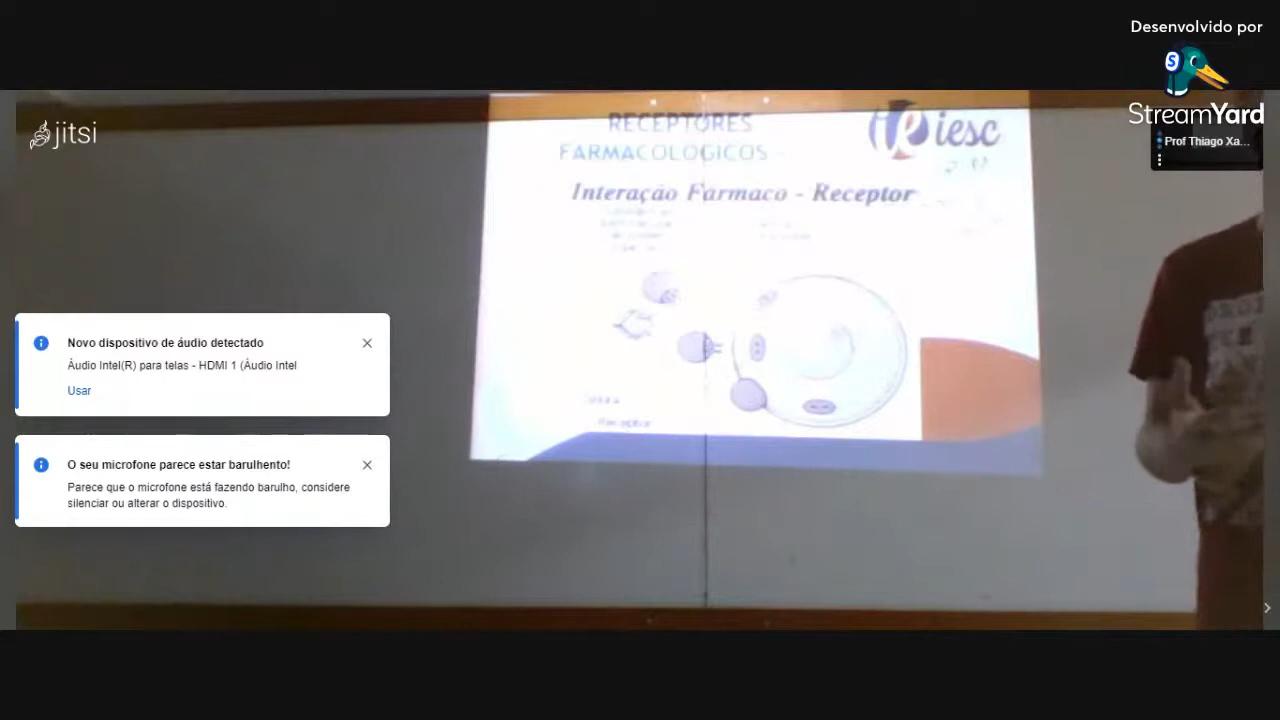 Desenvolvido por
StreamYard
jitsi
Prof Thiago Xa...
RECEPTORES
FARMACOLOGICOS -
iesc
Interação Farmaco - Receptor
Receptor
Novo dispositivo de áudio detectado
Áudio Intel(R) para telas - HDMI 1 (Áudio Intel
Usar
O seu microfone parece estar barulhento!
Parece que o microfone está fazendo barulho, considere
silenciar ou alterar o dispositivo.